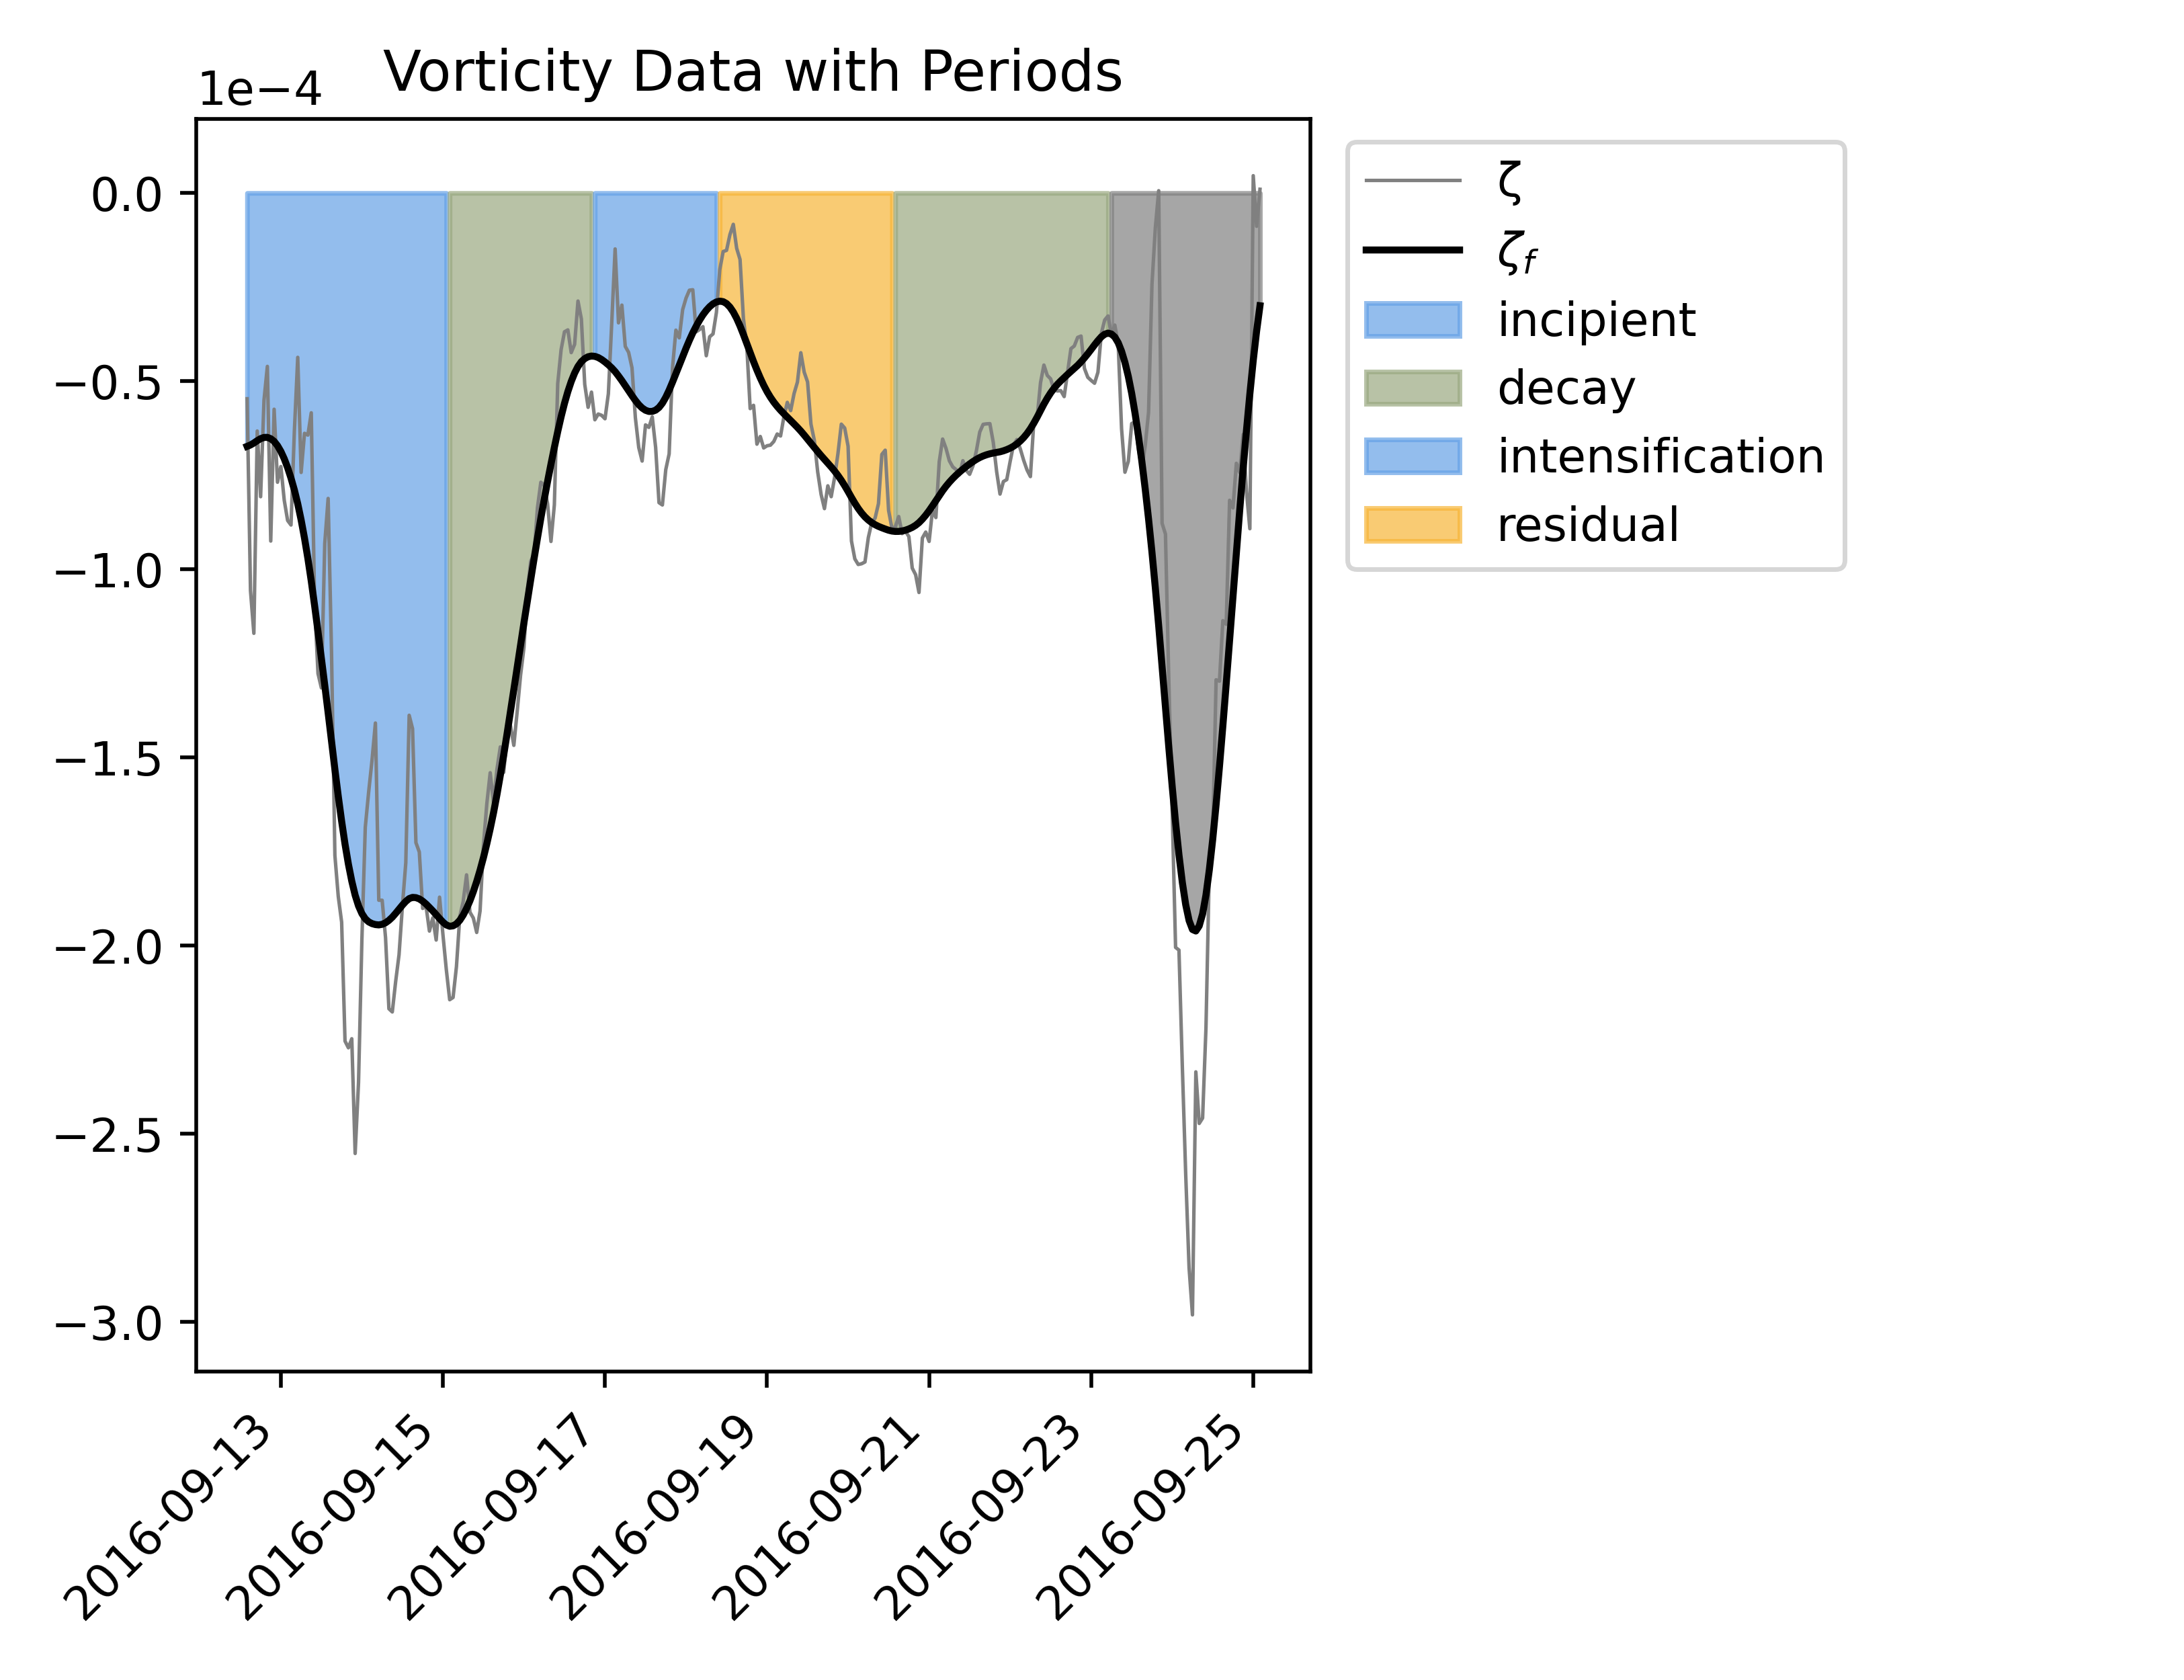 Vorticity Data with Periods
1e−4
0.0
−0.5
−1.0
−1.5
−2.0
−2.5
−3.0
2016-09-13
2016-09-15
2016-09-17
2016-09-19
2016-09-21
2016-09-23
2016-09-25
ζ
ζf
incipient
decay
intensification
residual